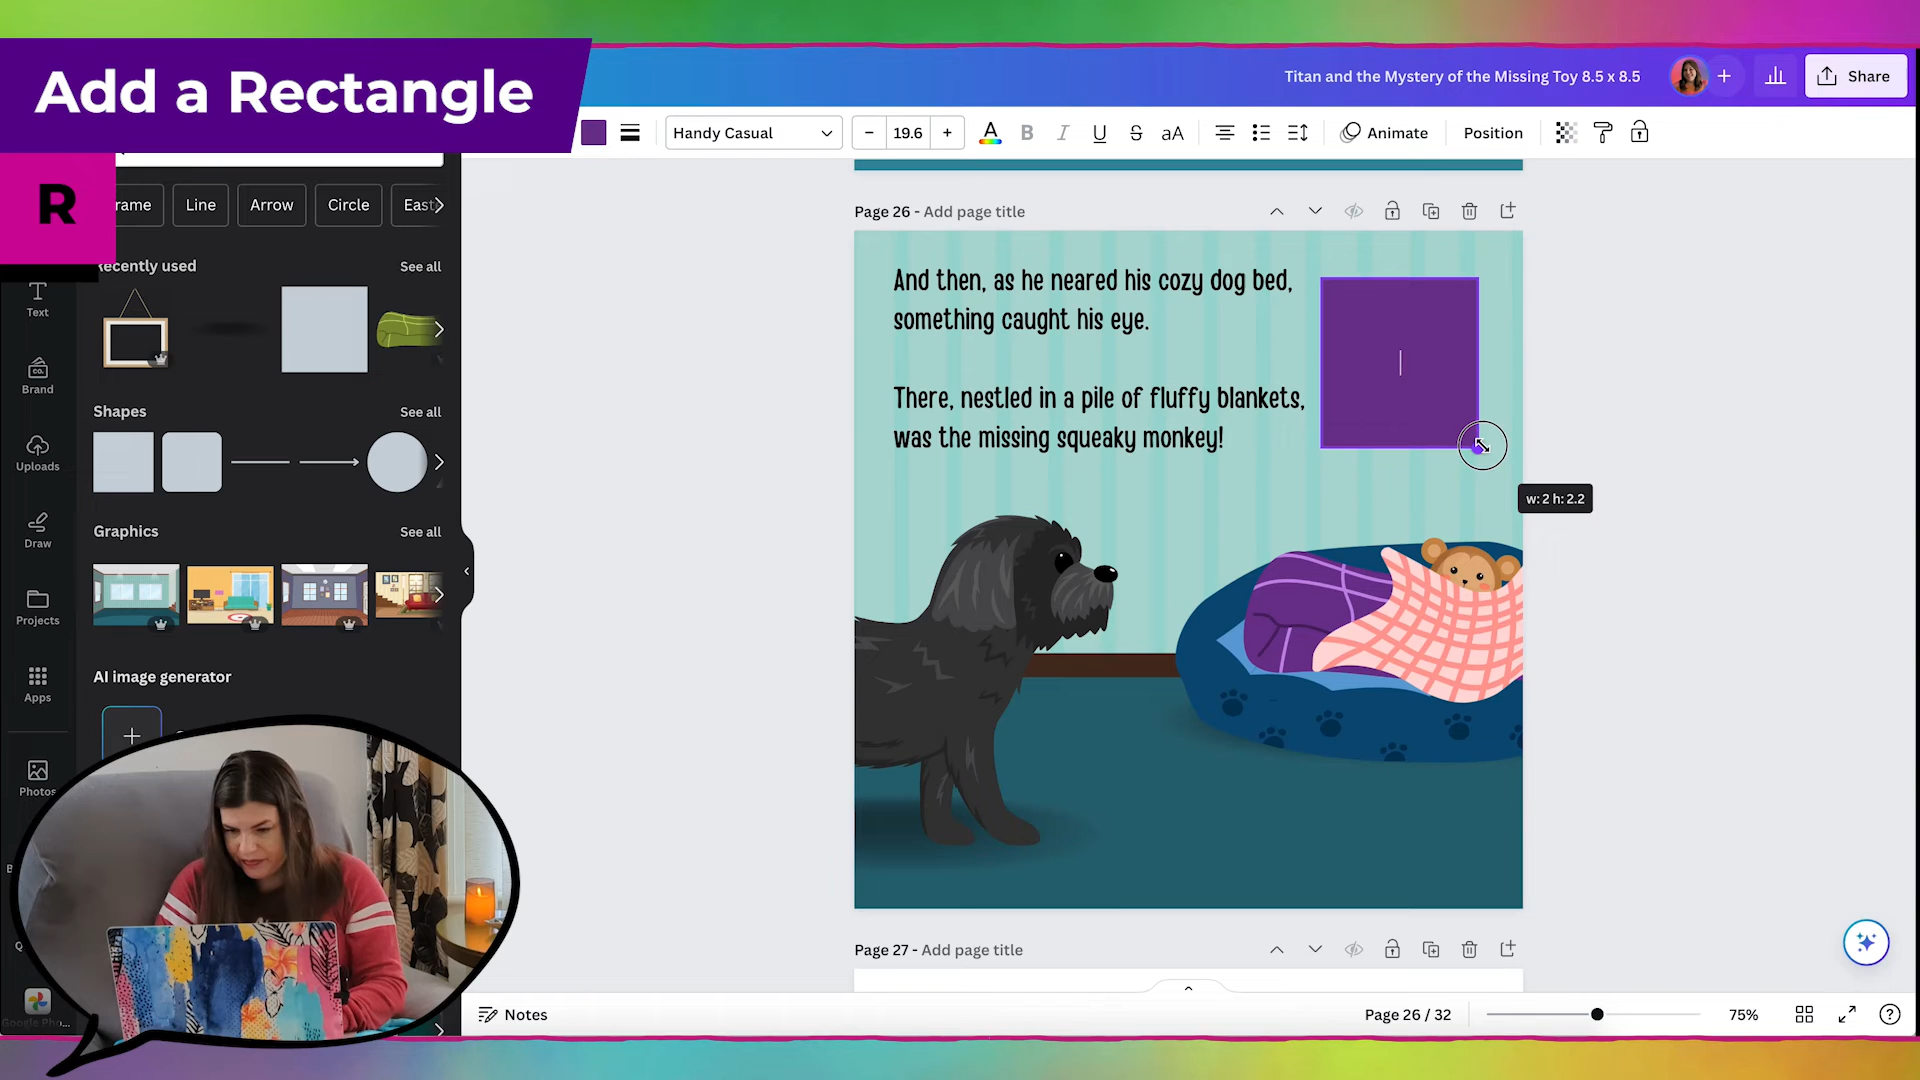 Add a Rectangle
R
Titan and the Mystery of the Missing Toy 8.5 x 8.5
Share
Handy Casual
19.6
A
B
I
U
S
aA
Animate
Position
rame
Line
Arrow
Circle
East
Recently used
See all
Text
Brand
Uploads
Draw
Projects
Apps
Photos
Shapes
See all
Graphics
See all
AI image generator
Page 26 - Add page title
And then, as he neared his cozy dog bed,
something caught his eye.
There, nestled in a pile of fluffy blankets,
was the missing squeaky monkey!
w: 2 h: 2.2
Page 27 - Add page title
Google Pho...
Notes
Page 26 / 32
75%